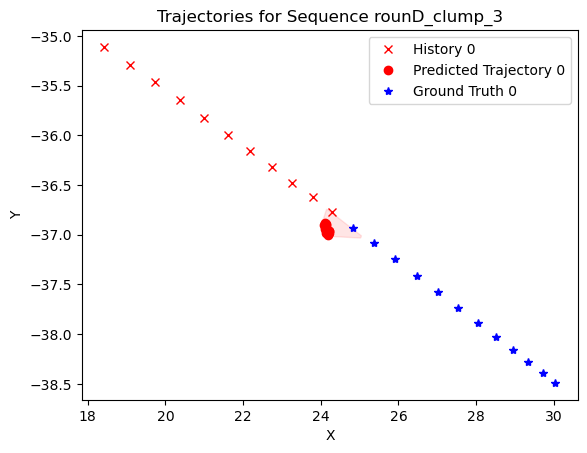 Trajectories for Sequence rounD_clump_3
−35.0
−35.5
−36.0
−36.5
−37.0
−37.5
−38.0
−38.5
Y
History 0
Predicted Trajectory 0
Ground Truth 0
18 20 22 24 26 28 30
X